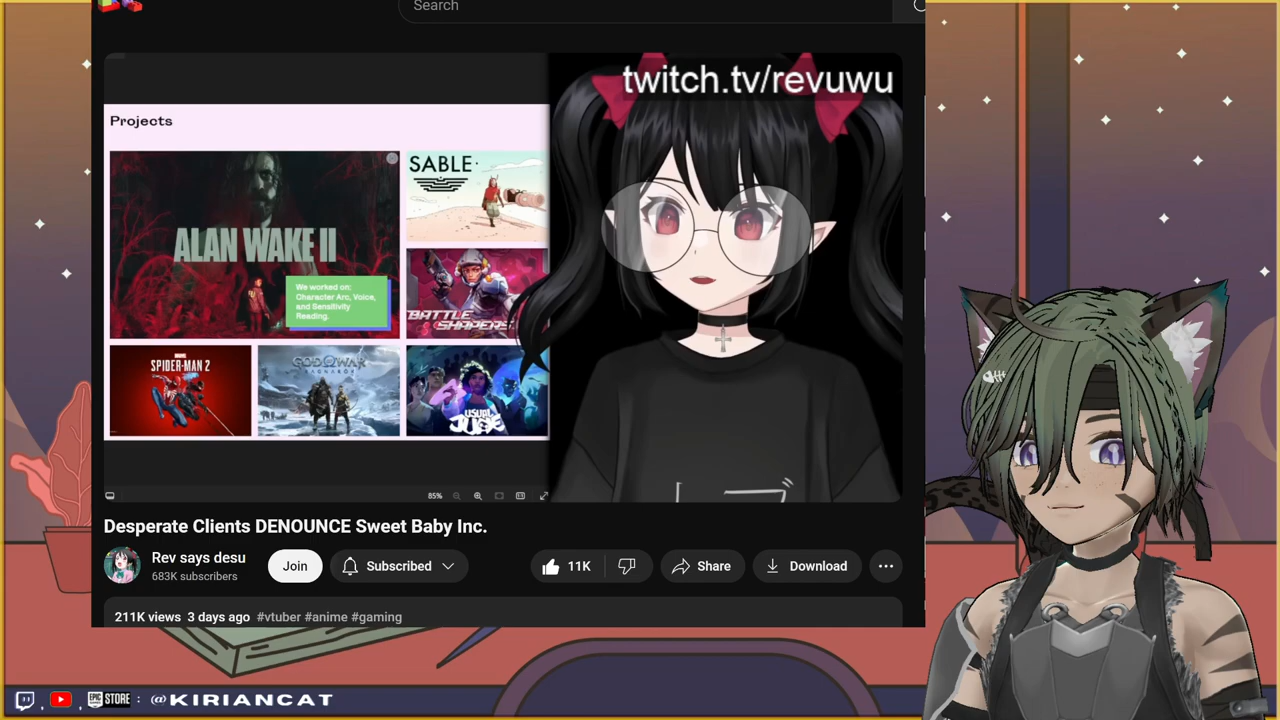 Search
twitch.tv/revuwu
Projects
ALAN WAKE II
We worked on:
Character Arc, Voice,
and Sensitivity
Reading.
SABLE
BATTLE
SHAPERS
MARVEL
SPIDER-MAN 2
GOD OF WAR
RAGNARÖK
USUAL
JUNE
85%
Desperate Clients DENOUNCE Sweet Baby Inc.
Rev says desu
683K subscribers
Join
Subscribed
11K
Share
Download
211K views 3 days ago #vtuber #anime #gaming
, , EPIC STORE : @KIRIANCAT